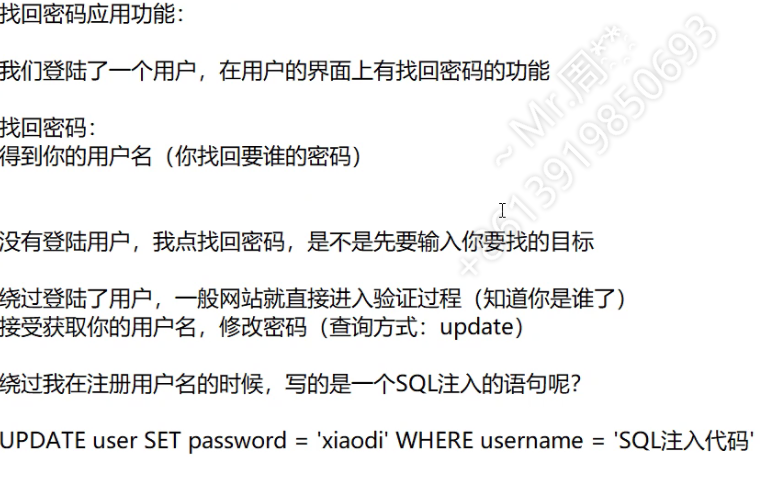 找回密码应用功能：
我们登陆了一个用户，在用户的界面上有找回密码的功能
找回密码：
得到你的用户名（你找回要谁的密码）
没有登陆用户，我点找回密码，是不是先要输入你要找的目标
绕过登陆了用户，一般网站就直接进入验证过程（知道你是谁了）
接受获取你的用户名，修改密码（查询方式：update）
绕过我在注册用户名的时候，写的是一个SQL注入的语句呢？
UPDATE user SET password = 'xiaodi' WHERE username = 'SQL注入代码'
~ Mr.周**
+8613919850693